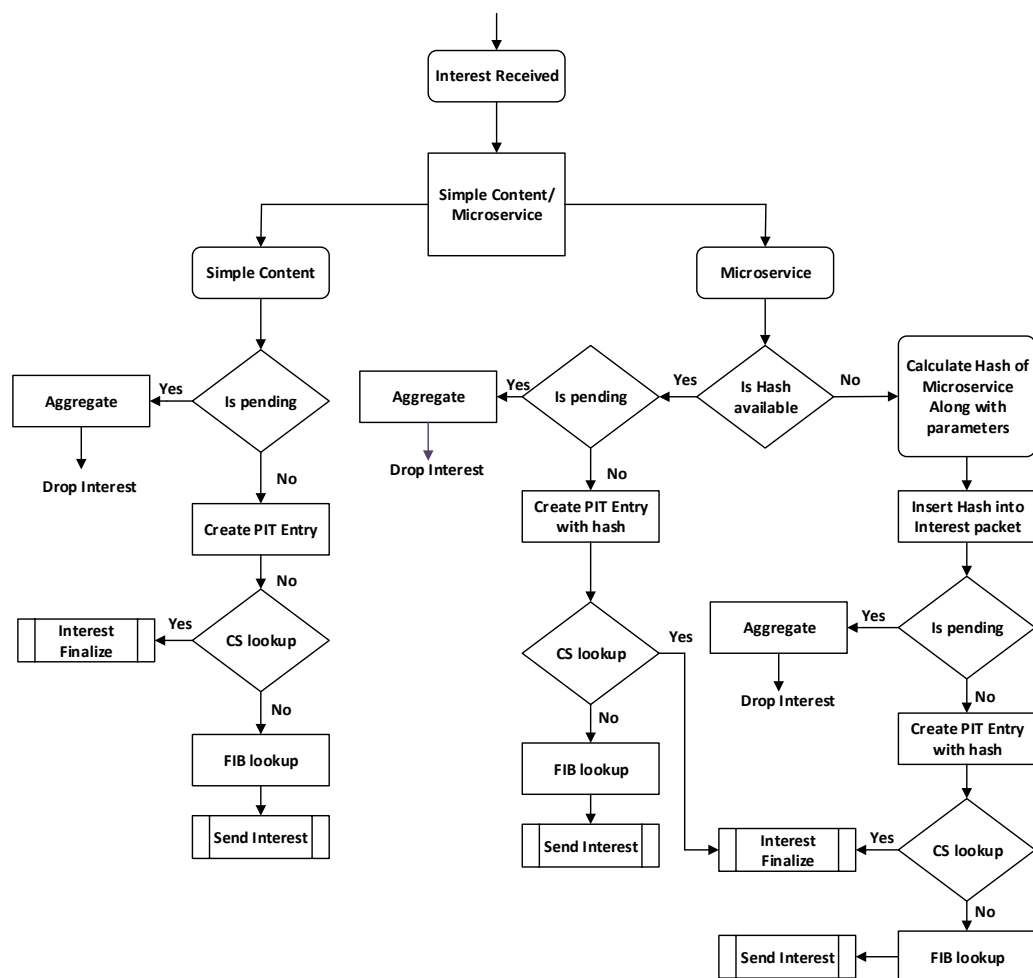 Interest Received
Simple Content/
Microservice
Simple Content
Microservice
Is pending
Yes
Aggregate
Drop Interest
No
Create PIT Entry
No
CS lookup
Yes
Interest
Finalize
No
FIB lookup
Send Interest
Is Hash
available
Yes
Is pending
Yes
Aggregate
Drop Interest
No
Create PIT Entry
with hash
CS lookup
Yes
No
FIB lookup
Send Interest
No
Calculate Hash of
Microservice
Along with
parameters
Insert Hash into
Interest packet
Is pending
Yes
Aggregate
Drop Interest
No
Create PIT Entry
with hash
CS lookup
Yes
Interest
Finalize
No
FIB lookup
Send Interest